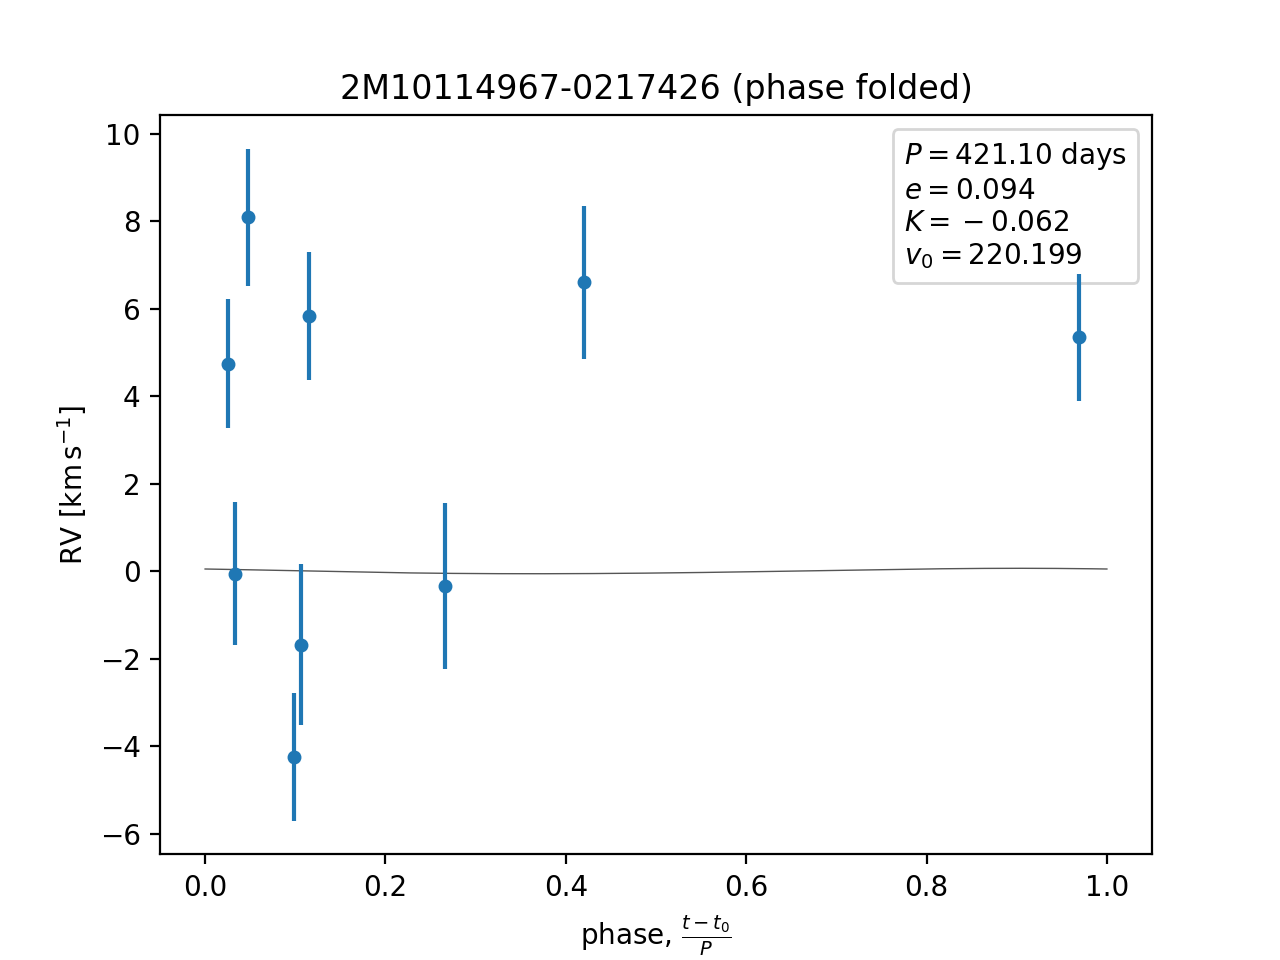 2M10114967-0217426 (phase folded)
P = 421.10 days
e = 0.094
K = −0.062
v₀ = 220.199
10
8
6
4
2
0
−2
−4
−6
RV [km s⁻¹]
0.0 0.2 0.4 0.6 0.8 1.0
phase, (t − t₀)/P